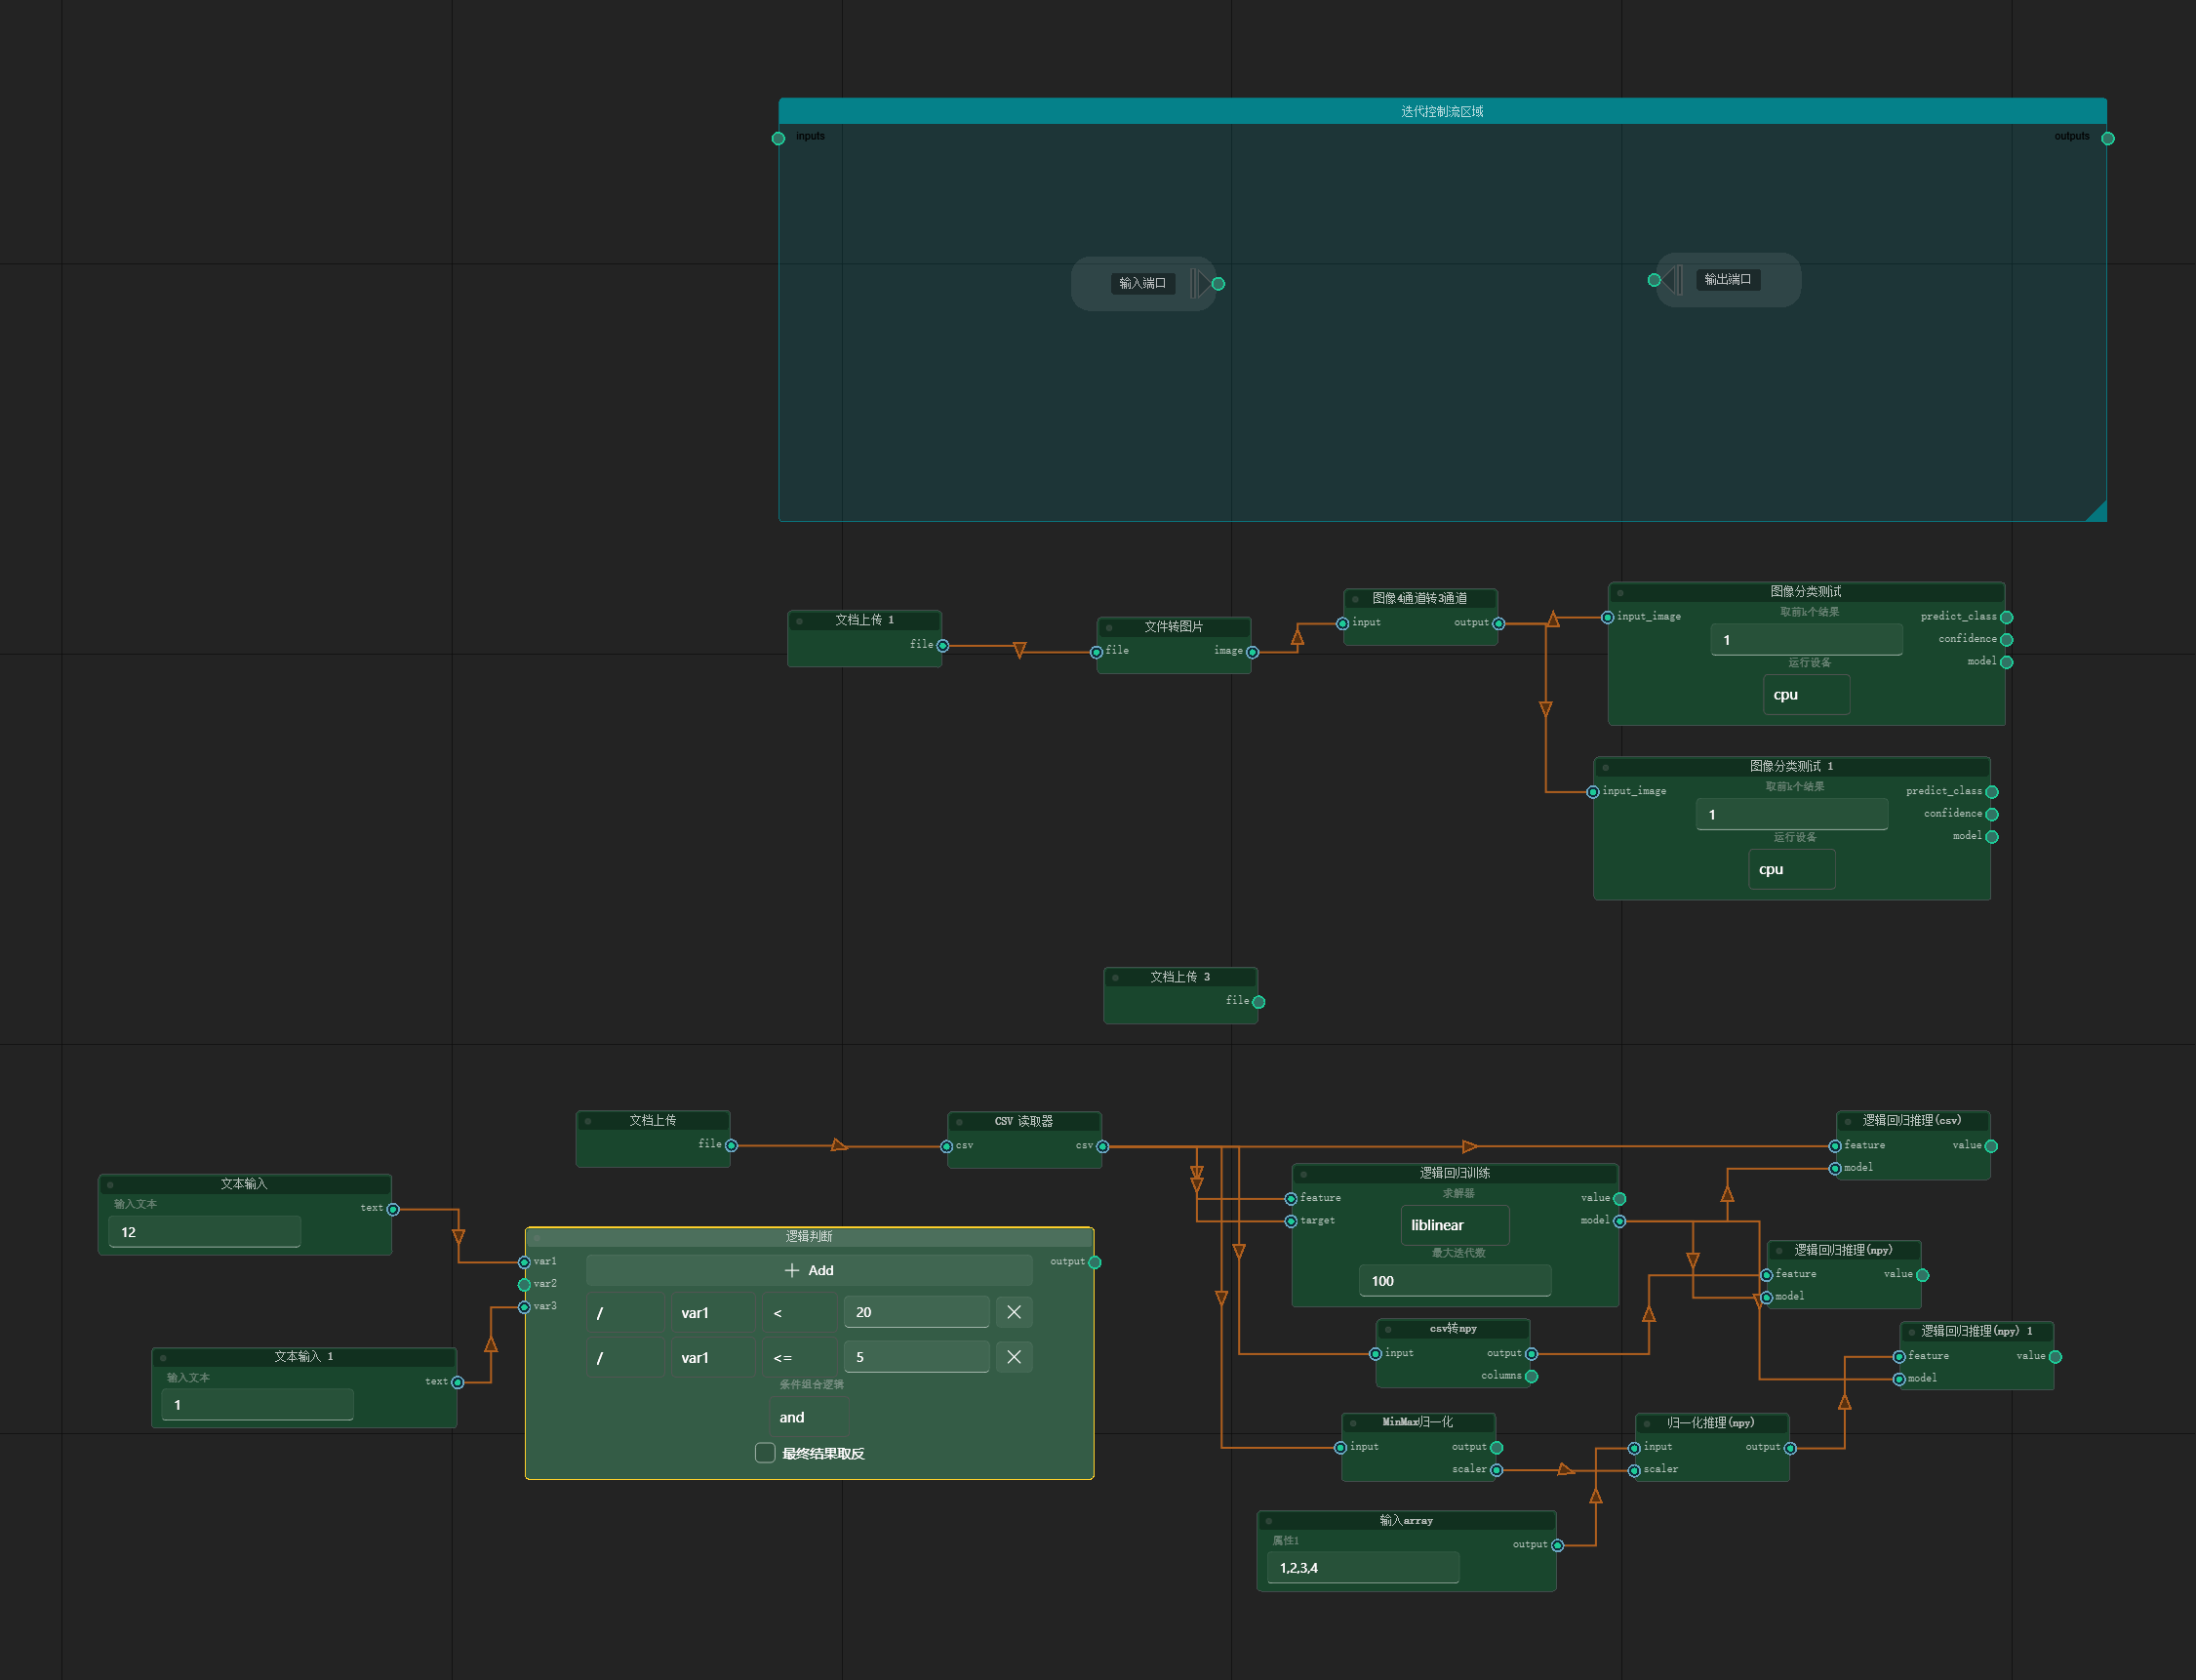 迭代控制流区域
inputs
outputs
输入端口
输出端口
文档上传 1
file
文件转图片
file
image
图像4通道转3通道
input
output
图像分类测试
input_image
取前k个结果
1
运行设备
cpu
predict_class
confidence
model
图像分类测试 1
input_image
取前k个结果
1
运行设备
cpu
predict_class
confidence
model
文档上传 3
file
文档上传
file
CSV 读取器
csv
csv
文本输入
输入文本
12
text
文本输入 1
输入文本
1
text
逻辑判断
var1
var2
var3
Add
/ var1 < 20
/ var1 <= 5
条件组合逻辑
and
最终结果取反
output
逻辑回归训练
feature
target
求解器
liblinear
最大迭代数
100
value
model
逻辑回归推理(csv)
feature
model
value
逻辑回归推理(npy)
feature
model
value
csv转npy
input
output
columns
逻辑回归推理(npy) 1
feature
model
value
MinMax归一化
input
output
scaler
归一化推理(npy)
input
scaler
output
输入array
属性1
1,2,3,4
output